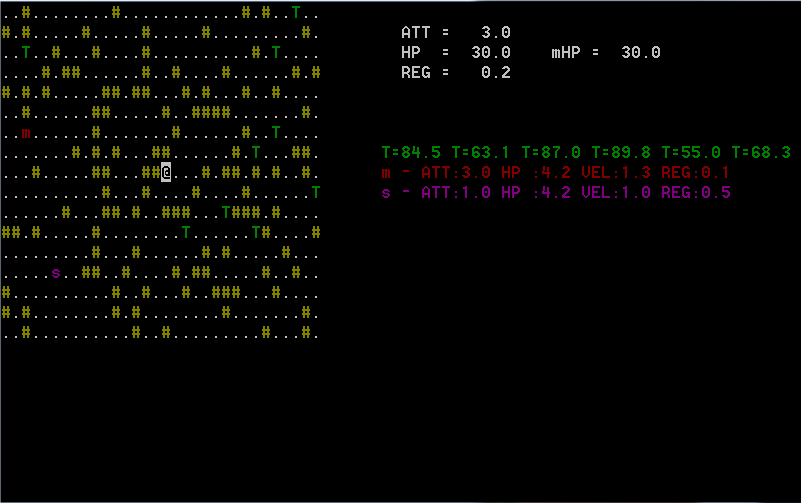 ..#........#............#.#..T..
#.#.....#.....#.....#.....#...#. ATT =   3.0
..T..#...#....#..........#.T.... HP  =  30.0    mHP =  30.0
....#.##......#..#....#......#.# REG =   0.2
#.#.#.....##.##...#.#...#..#....
..#......##.....#..####.......#.
..m......#.......#......#..T....
.......#.#.#...##......#.T...##. T=84.5 T=63.1 T=87.0 T=89.8 T=55.0 T=68.3
...#.....##...##@...#.##.#.#..#. m - ATT:3.0 HP :4.2 VEL:1.3 REG:0.1
..........#...#....#....#......T s - ATT:1.0 HP :4.2 VEL:1.0 REG:0.5
......#...##.#..###...T###.#....
##.#.....#........T......T#....#
.........#...#......#.#.....#...
.....s..##..#....#.##.....#..#..
#..........#..#...#..###...#....
#.#........#.#........#.......#.
..#..........#..#.........#...#.